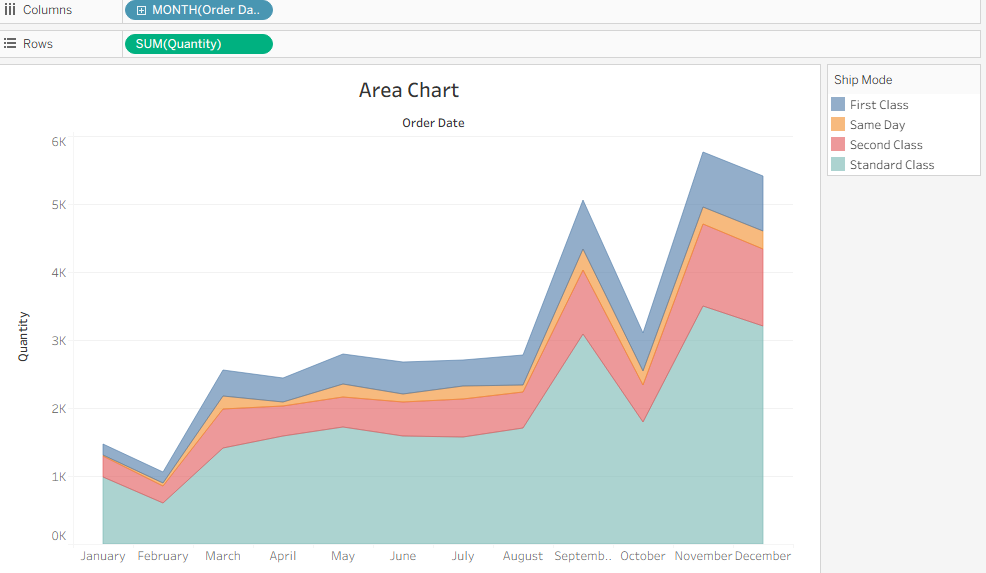 Columns
MONTH(Order Da..
Rows
SUM(Quantity)
Area Chart
Order Date
Quantity
6K
5K
4K
3K
2K
1K
0K
January February March April May June July August Septemb.. October November December
Ship Mode
First Class
Same Day
Second Class
Standard Class